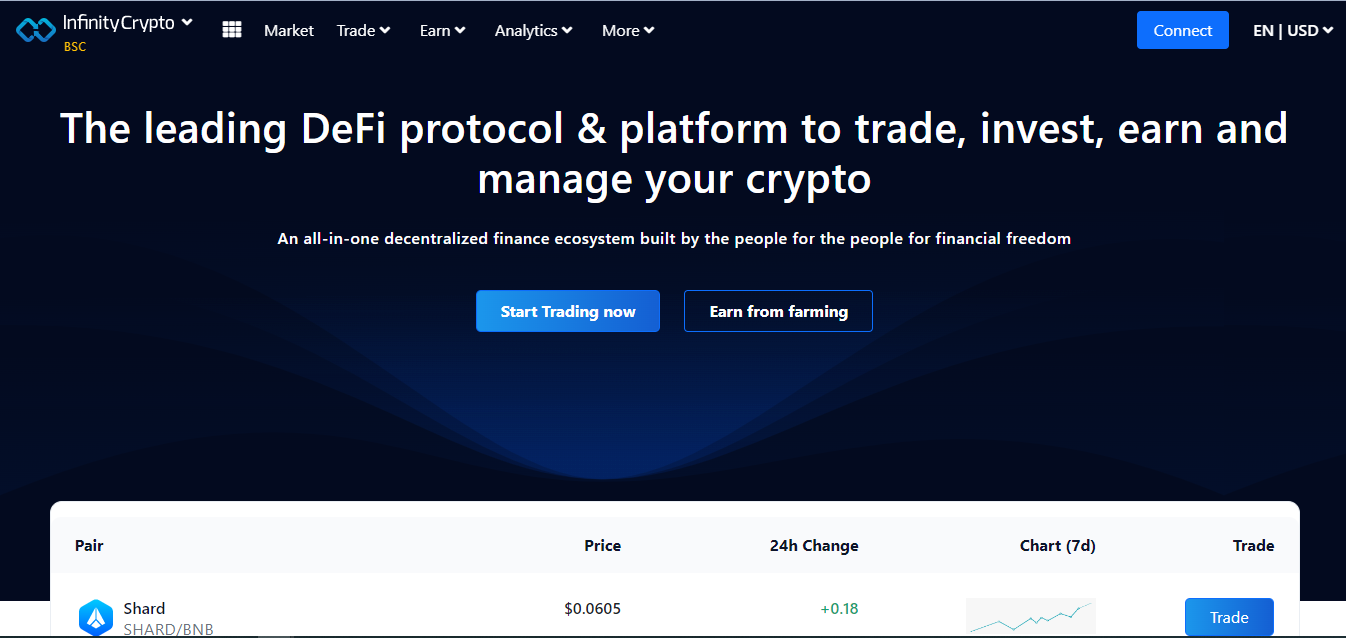 InfinityCrypto
BSC
Market
Trade
Earn
Analytics
More
Connect
EN | USD
The leading DeFi protocol & platform to trade, invest, earn and
manage your crypto
An all-in-one decentralized finance ecosystem built by the people for the people for financial freedom
Start Trading now
Earn from farming
Pair
Price
24h Change
Chart (7d)
Trade
Shard
$0.0605
+0.18
Trade
SHARD/BNB